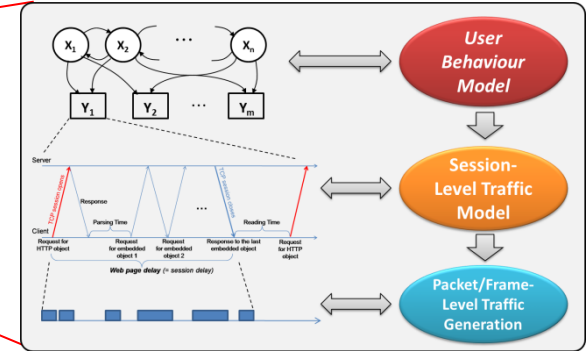 X1 X2 ... Xn
User
Behaviour
Model
Y1 Y2 ... Ym
Server
TCP session opens
Response
Parsing Time
...
TCP session closes
Reading Time
Client
Request for
HTTP object
Request
for embedded
object 1
Request
for embedded
object 2
Response to the last
embedded object
Request
for HTTP
object
Web page delay (= session delay)
Session-
Level Traffic
Model
Packet/Frame-
Level Traffic
Generation